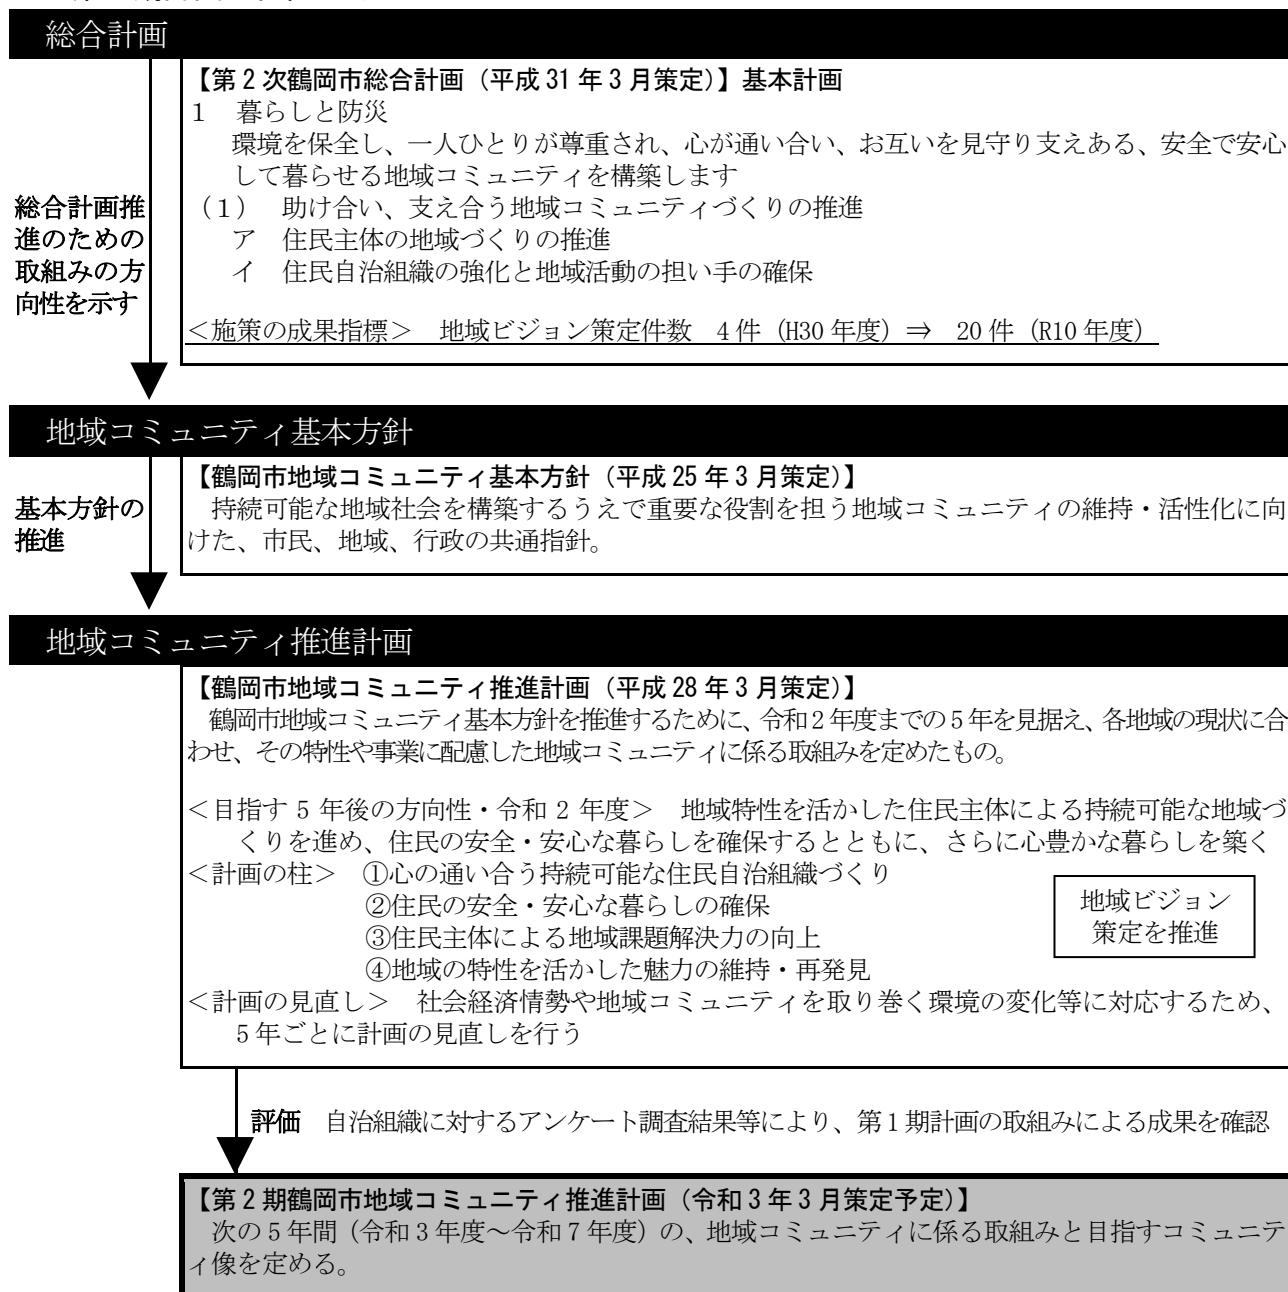 総合計画
【第2次鶴岡市総合計画（平成31年3月策定）】基本計画
1　暮らしと防災
環境を保全し、一人ひとりが尊重され、心が通い合い、お互いを見守り支えある、安全で安心
して暮らせる地域コミュニティを構築します
（1）　助け合い、支え合う地域コミュニティづくりの推進
ア　住民主体の地域づくりの推進
イ　住民自治組織の強化と地域活動の担い手の確保
＜施策の成果指標＞　地域ビジョン策定件数　4件（H30年度）⇒　20件（R10年度）
総合計画推
進のための
取組みの方
向性を示す
地域コミュニティ基本方針
【鶴岡市地域コミュニティ基本方針（平成25年3月策定）】
持続可能な地域社会を構築するうえで重要な役割を担う地域コミュニティの維持・活性化に向
けた、市民、地域、行政の共通指針。
基本方針の
推進
地域コミュニティ推進計画
【鶴岡市地域コミュニティ推進計画（平成28年3月策定）】
鶴岡市地域コミュニティ基本方針を推進するために、令和2年度までの5年を見据え、各地域の現状に合
わせ、その特性や事業に配慮した地域コミュニティに係る取組みを定めたもの。
＜目指す5年後の方向性・令和2年度＞　地域特性を活かした住民主体による持続可能な地域づ
くりを進め、住民の安全・安心な暮らしを確保するとともに、さらに心豊かな暮らしを築く
＜計画の柱＞　①心の通い合う持続可能な住民自治組織づくり
②住民の安全・安心な暮らしの確保
③住民主体による地域課題解決力の向上
④地域の特性を活かした魅力の維持・再発見
地域ビジョン
策定を推進
＜計画の見直し＞　社会経済情勢や地域コミュニティを取り巻く環境の変化等に対応するため、
5年ごとに計画の見直しを行う
評価　自治組織に対するアンケート調査結果等により、第1期計画の取組みによる成果を確認
【第2期鶴岡市地域コミュニティ推進計画（令和3年3月策定予定）】
次の5年間（令和3年度～令和7年度）の、地域コミュニティに係る取組みと目指すコミュニテ
ィ像を定める。